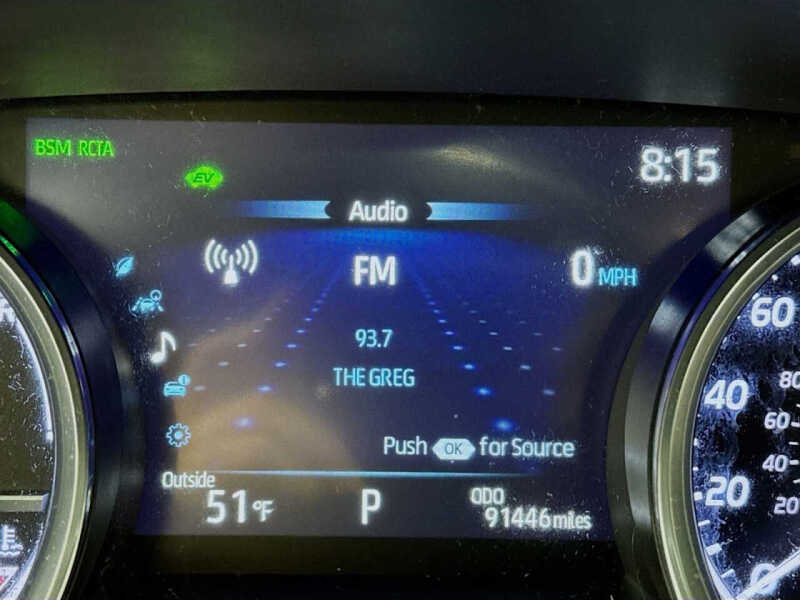 BSM RCTA
8:15
EV
Audio
FM
0 MPH
93.7
THE GREG
Push OK for Source
Outside
51°F
P
ODO
91446 miles
60
40
20
0
80
60
40
20